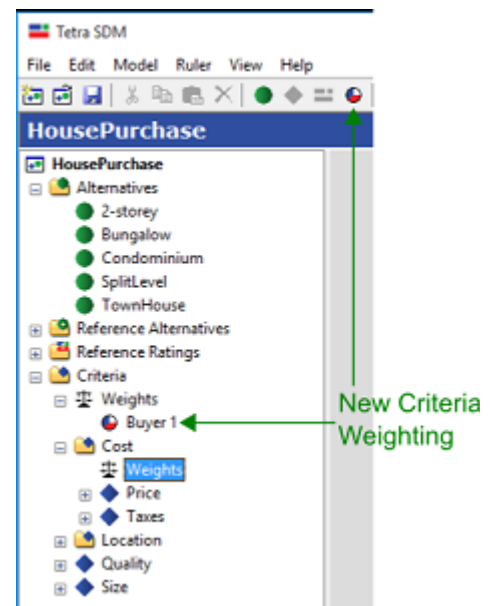 Tetra SDM
File Edit Model Ruler View Help
HousePurchase
HousePurchase
Alternatives
2-storey
Bungalow
Condominium
SplitLevel
TownHouse
Reference Alternatives
Reference Ratings
Criteria
Weights
Buyer 1
Cost
Weights
Price
Taxes
Location
Quality
Size
New Criteria
Weighting